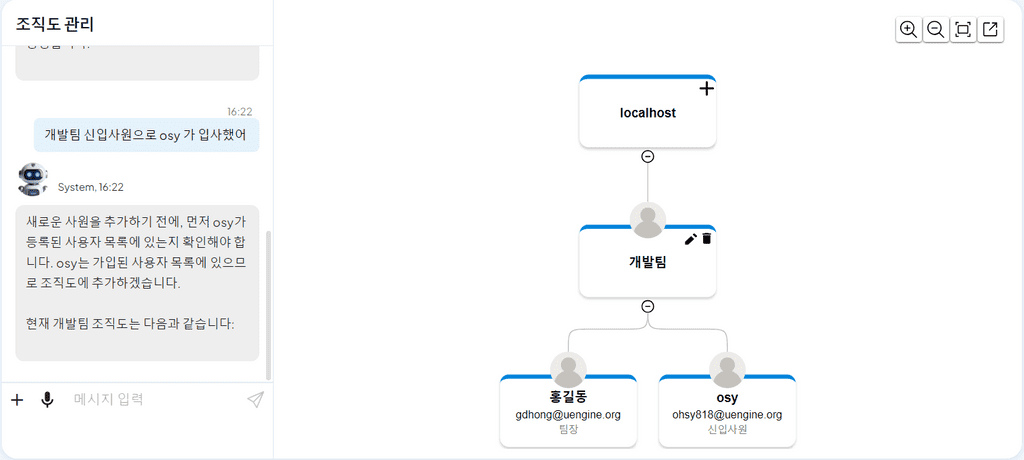 조직도 관리
16:22
개발팀 신입사원으로 osy 가 입사했어
System, 16:22
새로운 사원을 추가하기 전에, 먼저 osy가
등록된 사용자 목록에 있는지 확인해야 합
니다. osy는 가입된 사용자 목록에 있으므
로 조직도에 추가하겠습니다.
현재 개발팀 조직도는 다음과 같습니다:
메시지 입력
localhost
개발팀
홍길동
gdhong@uengine.org
팀장
osy
ohsy818@uengine.org
신입사원